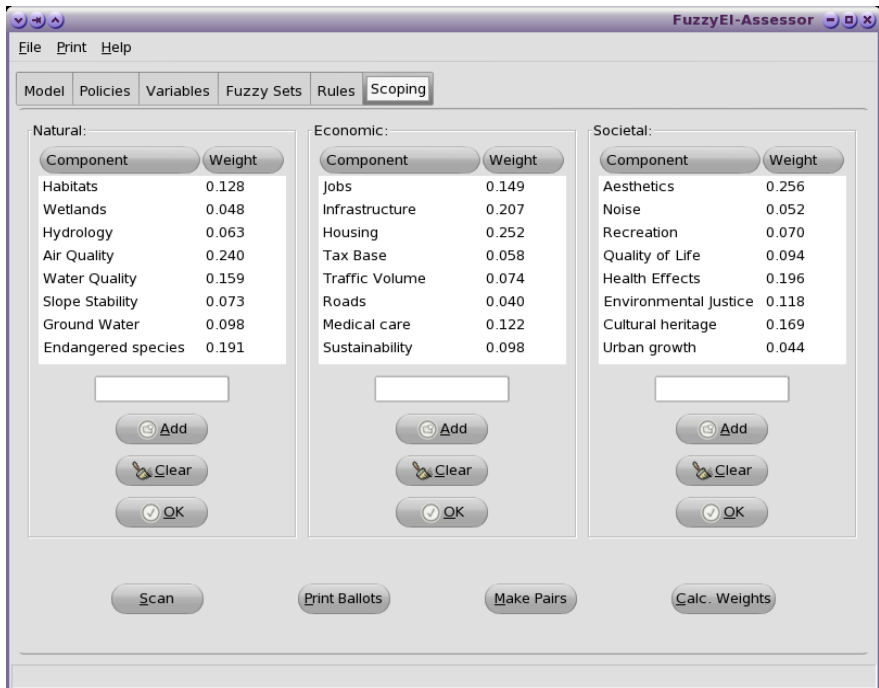 FuzzyEI-Assessor
File Print Help
Model Policies Variables Fuzzy Sets Rules Scoping
Natural:
Component Weight
Habitats 0.128
Wetlands 0.048
Hydrology 0.063
Air Quality 0.240
Water Quality 0.159
Slope Stability 0.073
Ground Water 0.098
Endangered species 0.191
Add
Clear
OK
Economic:
Component Weight
Jobs 0.149
Infrastructure 0.207
Housing 0.252
Tax Base 0.058
Traffic Volume 0.074
Roads 0.040
Medical care 0.122
Sustainability 0.098
Add
Clear
OK
Societal:
Component Weight
Aesthetics 0.256
Noise 0.052
Recreation 0.070
Quality of Life 0.094
Health Effects 0.196
Environmental Justice 0.118
Cultural heritage 0.169
Urban growth 0.044
Add
Clear
OK
Scan Print Ballots Make Pairs Calc. Weights